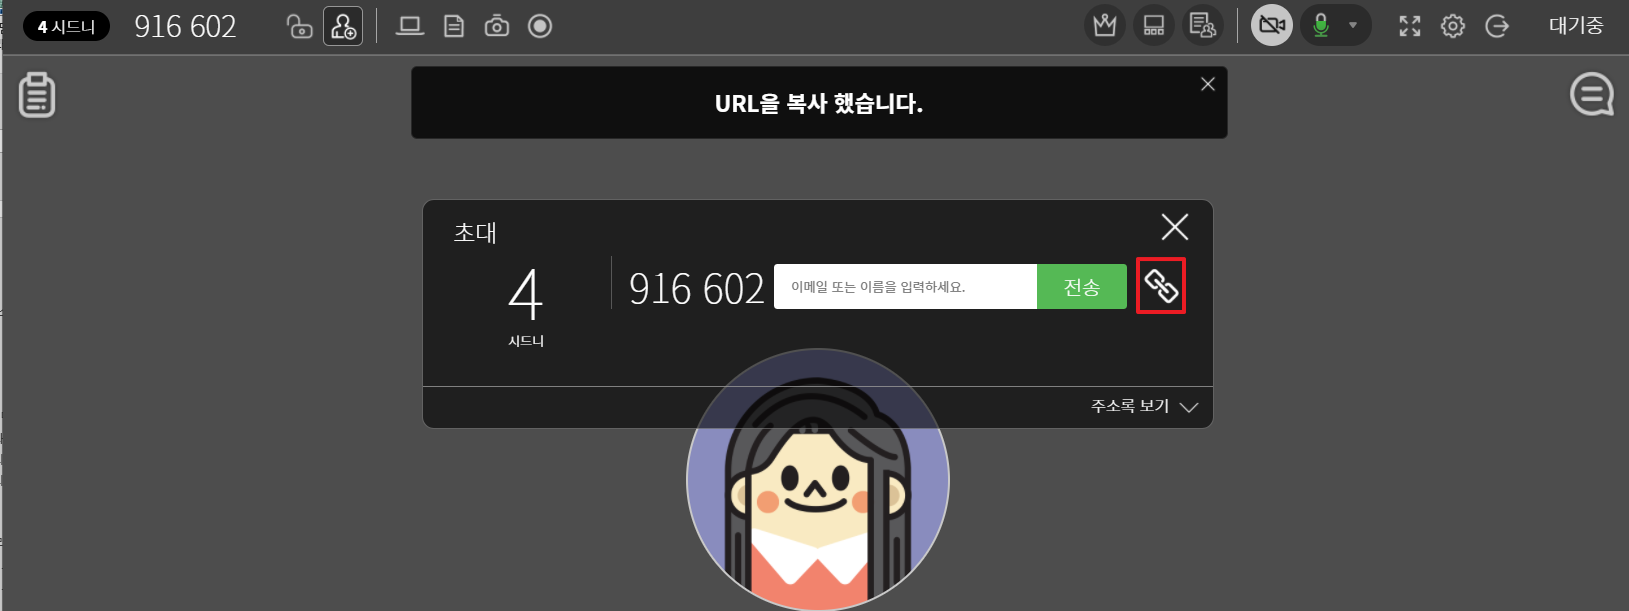 4 시드니
916 602
대기중
URL을 복사 했습니다.
초대
4
시드니
916 602
이메일 또는 이름을 입력하세요.
전송
주소록 보기